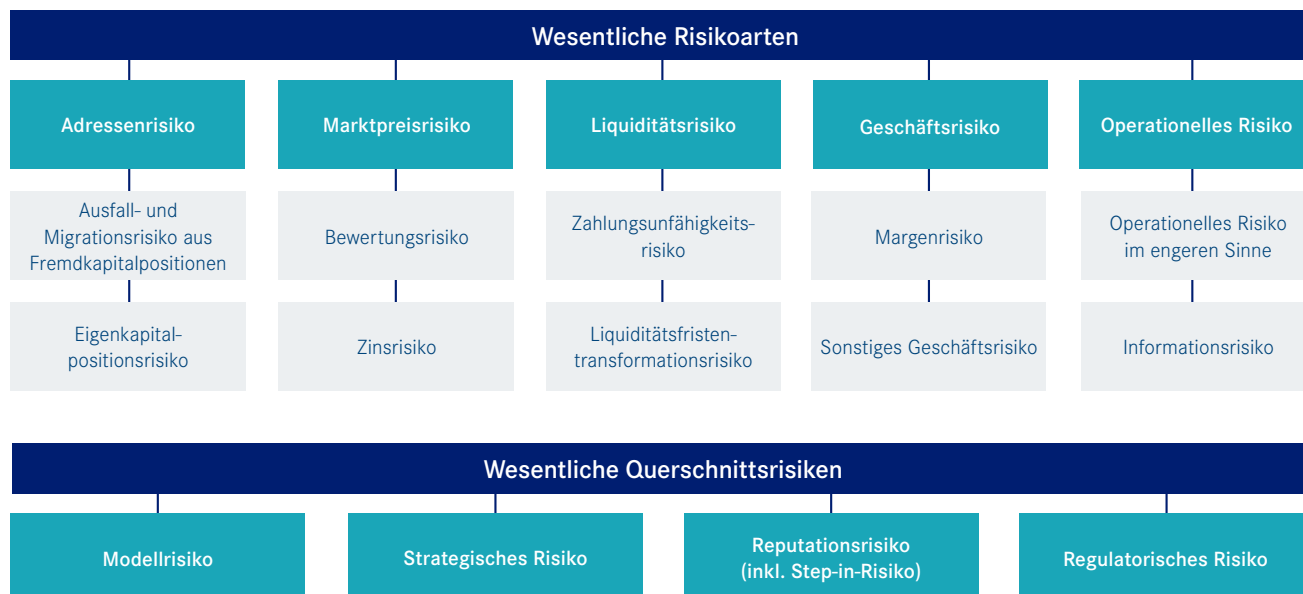 Wesentliche Risikoarten
Adressenrisiko
Marktpreisrisiko
Liquiditätsrisiko
Geschäftsrisiko
Operationelles Risiko
Ausfall- und
Migrationsrisiko aus
Fremdkapitalpositionen
Bewertungsrisiko
Zahlungsunfähigkeits-
risiko
Margenrisiko
Operationelles Risiko
im engeren Sinne
Eigenkapital-
positionsrisiko
Zinsrisiko
Liquiditätsfristen-
transformationsrisiko
Sonstiges Geschäftsrisiko
Informationsrisiko
Wesentliche Querschnittsrisiken
Modellrisiko
Strategisches Risiko
Reputationsrisiko
(inkl. Step-in-Risiko)
Regulatorisches Risiko